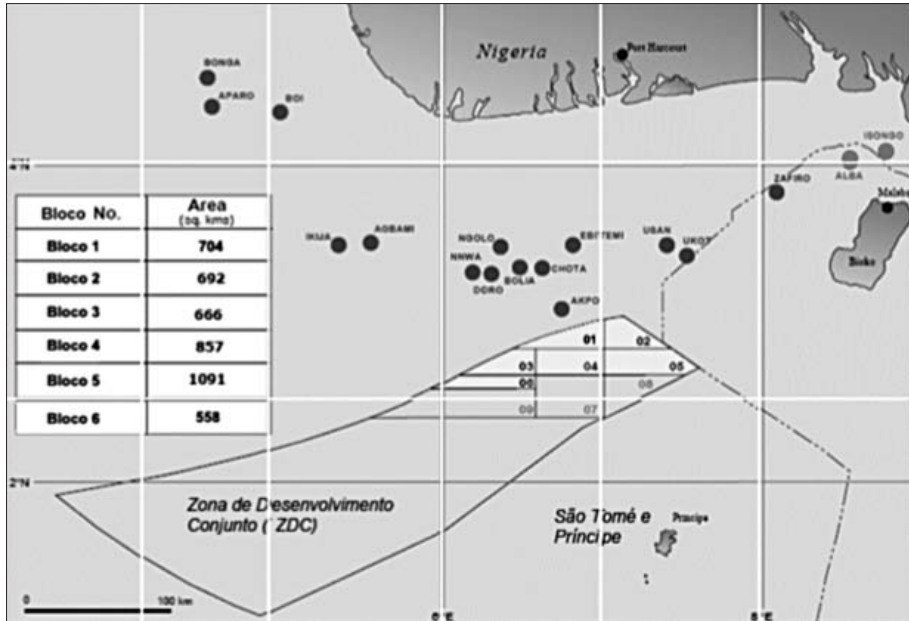 Nigeria
Port Harcourt
BONGA
APARO
BOI
ISONGO
ALBA
ZAFIRO
Malabo
Bioko
Bloco No.
Area
(sq. kms)
Bloco 1
704
Bloco 2
692
Bloco 3
666
Bloco 4
857
Bloco 5
1091
Bloco 6
558
IKIJA
AGBAMI
NGOLO
EBITEMI
USAN
UKOT
NNWA
DORO
BOLIA
CHOTA
AKPO
01
02
03
04
05
08
09
07
2°N
Zona de Desenvolvimento
Conjunto (ZDC)
São Tomé e
Príncipe
Príncipe
0
100 km